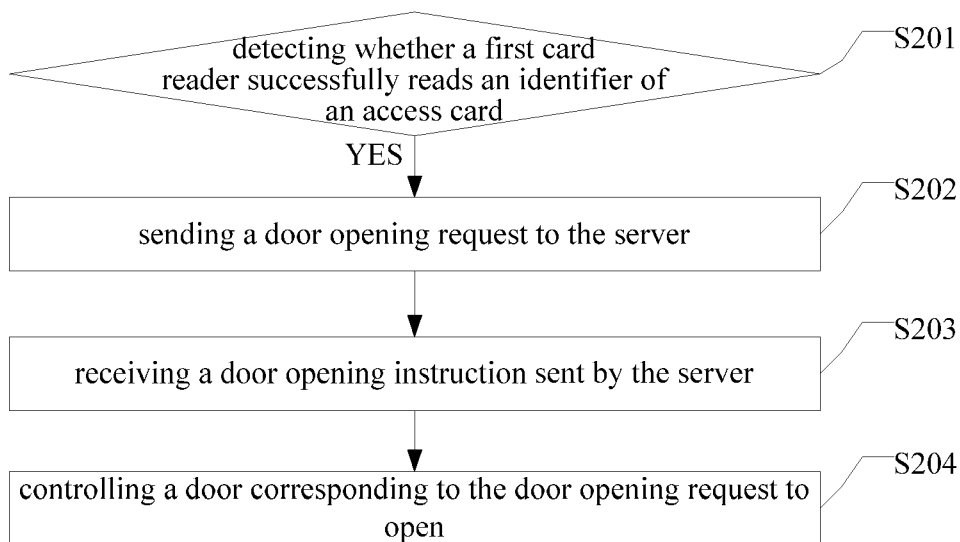 detecting whether a first card
reader successfully reads an identifier of
an access card
S201
YES
S202
sending a door opening request to the server
S203
receiving a door opening instruction sent by the server
S204
controlling a door corresponding to the door opening request to
open